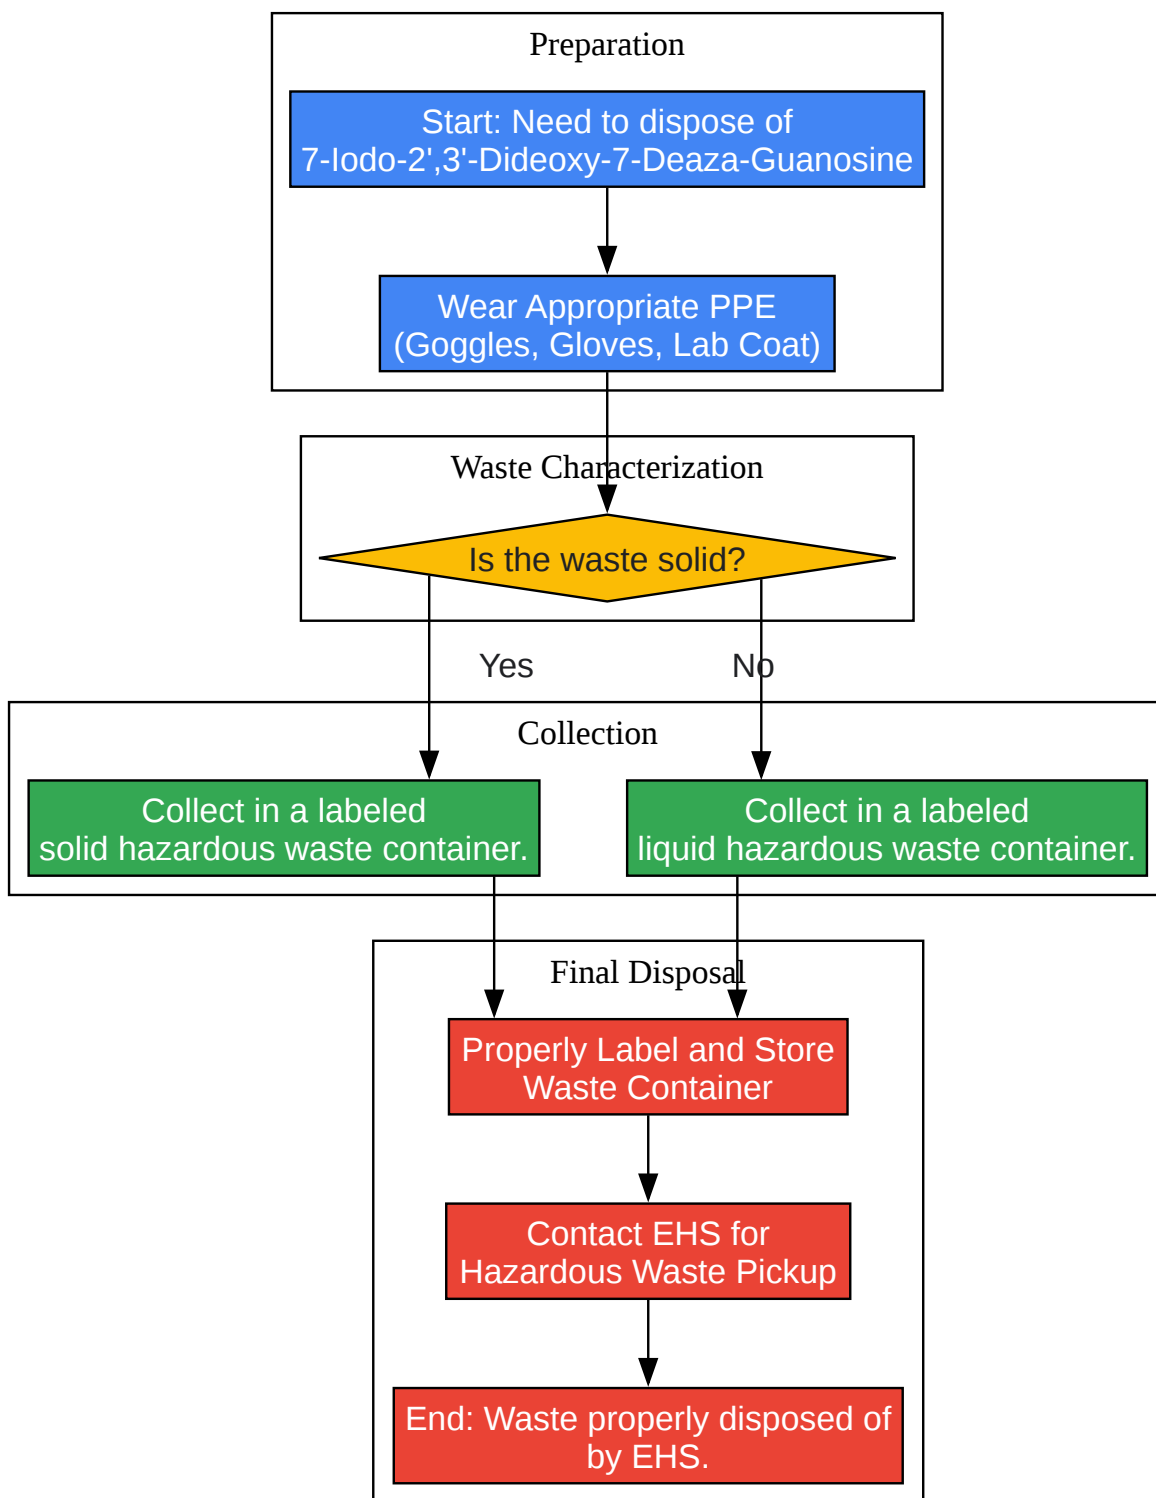 Preparation
Start: Need to dispose of
7-Iodo-2',3'-Dideoxy-7-Deaza-Guanosine
Wear Appropriate PPE
(Goggles, Gloves, Lab Coat)
Waste Characterization
Is the waste solid?
Yes
No
Collection
Collect in a labeled
solid hazardous waste container.
Collect in a labeled
liquid hazardous waste container.
Final Disposal
Properly Label and Store
Waste Container
Contact EHS for
Hazardous Waste Pickup
End: Waste properly disposed of
by EHS.